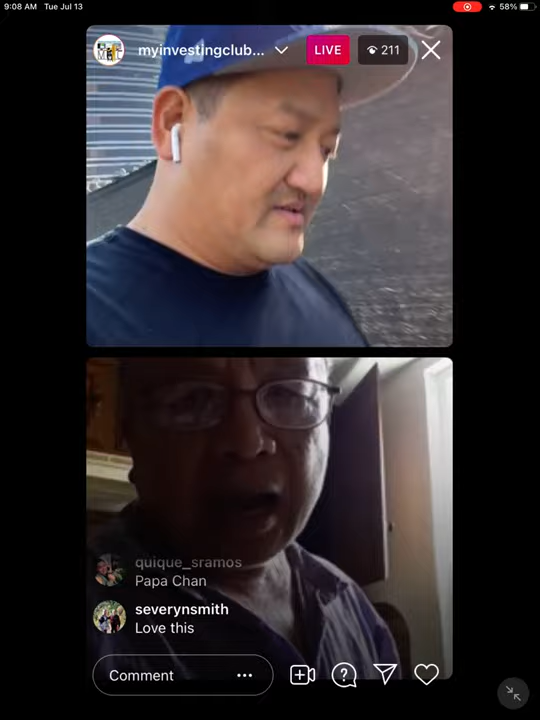 9:08 AM Tue Jul 13
58%
myinvestingclub...
LIVE
211
quique_sramos
Papa Chan
severynsmith
Love this
Comment